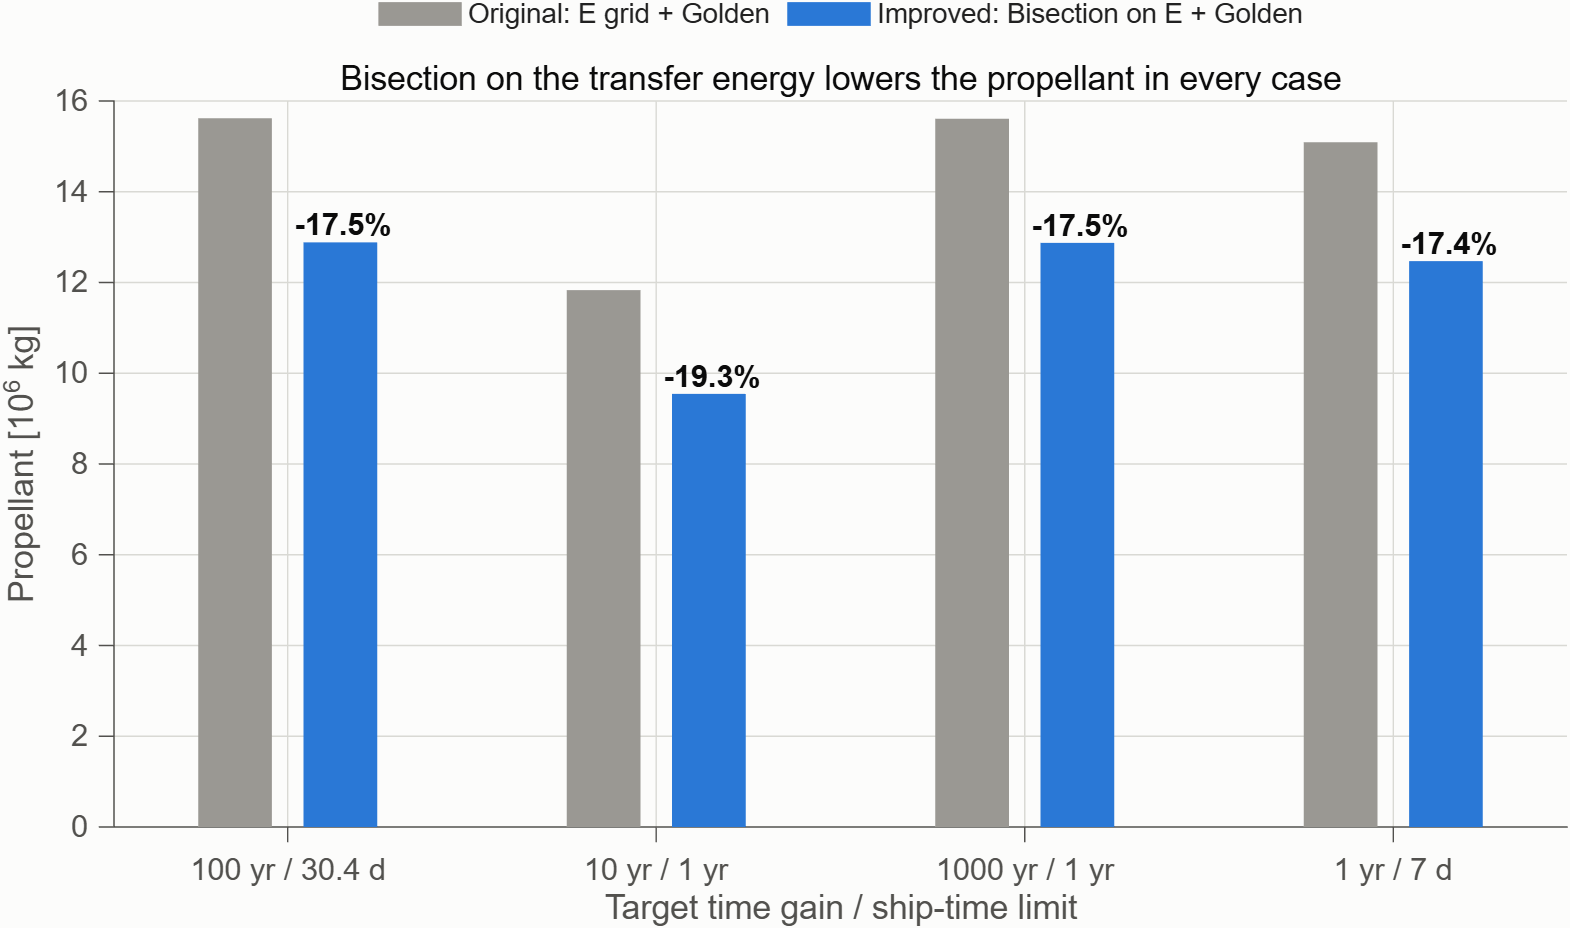 Original: E grid + Golden Improved: Bisection on E + Golden
Bisection on the transfer energy lowers the propellant in every case
16
14
12
10
8
6
4
2
0
Propellant [10⁶ kg]
-17.5%
-19.3%
-17.5%
-17.4%
100 yr / 30.4 d 10 yr / 1 yr 1000 yr / 1 yr 1 yr / 7 d
Target time gain / ship-time limit